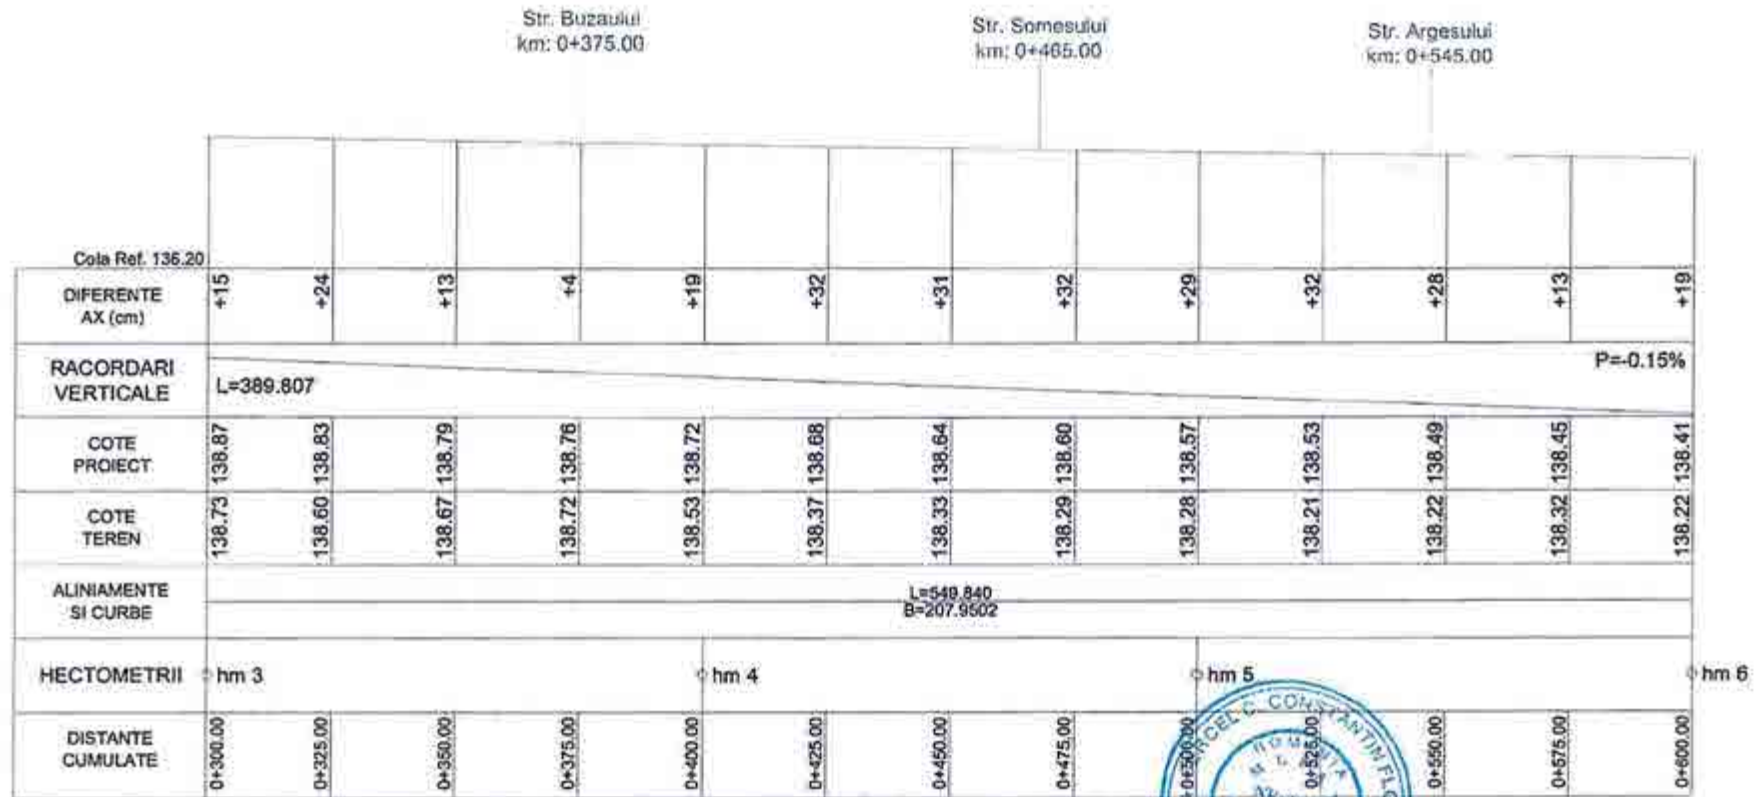 Str. Buzaului
km: 0+375.00
Str. Somesului
km: 0+465.00
Str. Argesului
km: 0+545.00
Cota Ref. 136.20
DIFERENTE
AX (cm)
+15 +24 +13 +4 +19 +32 +31 +32 +29 +32 +28 +13 +19
RACORDARI
VERTICALE
L=389.807
P=-0.15%
COTE
PROIECT
138.87 138.83 138.79 138.76 138.72 138.68 138.64 138.60 138.57 138.53 138.49 138.45 138.41
COTE
TEREN
138.73 138.60 138.67 138.72 138.53 138.37 138.33 138.29 138.28 138.21 138.22 138.32 138.22
ALINIAMENTE
SI CURBE
L=549.840
B=207.9502
HECTOMETRII
hm 3 hm 4 hm 5 hm 6
DISTANTE
CUMULATE
0+300.00 0+325.00 0+350.00 0+375.00 0+400.00 0+425.00 0+450.00 0+475.00 0+500.00 0+525.00 0+550.00 0+575.00 0+600.00
C. CONSTANTIN
ROMANIA